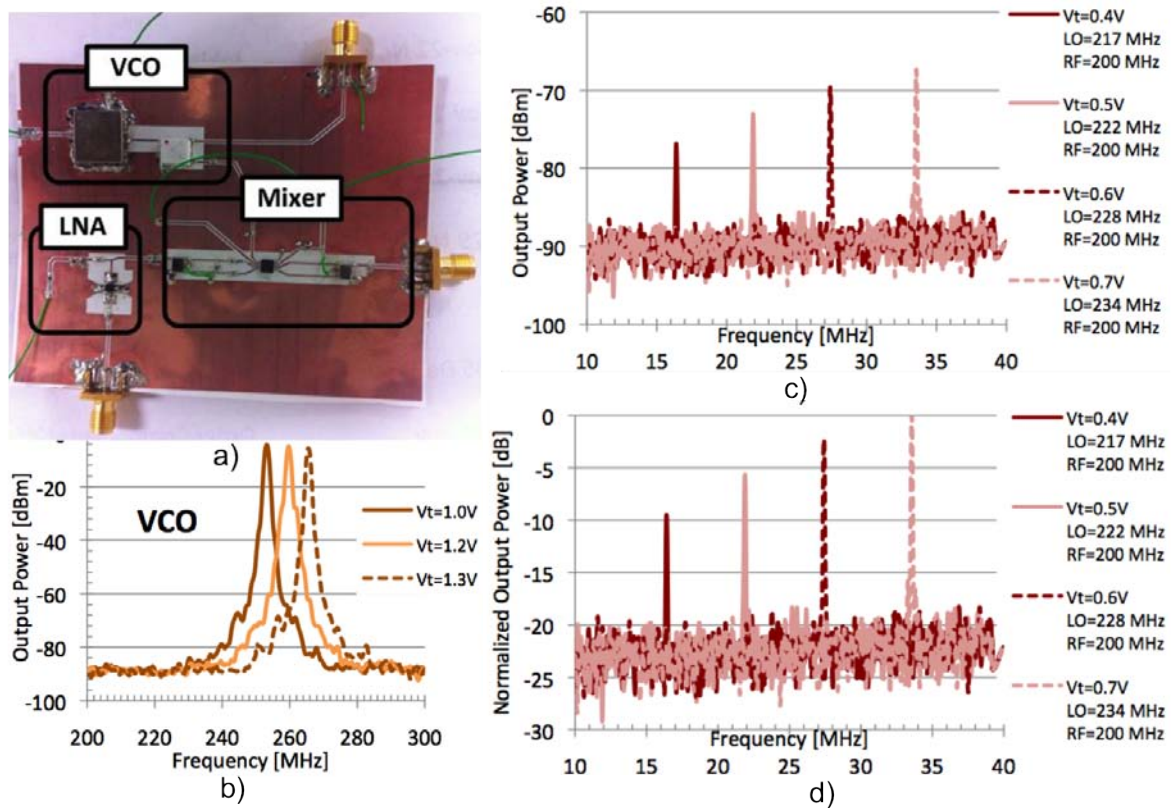 VCO
Mixer
LNA
a)
Output Power [dBm]
-20
-40
-60
-80
-100
VCO
Vt=1.0V
Vt=1.2V
Vt=1.3V
200 220 240 260 280 300
Frequency [MHz]
b)
Output Power [dBm]
-60
-70
-80
-90
-100
Frequency [MHz]
10 15 20 25 30 35 40
Vt=0.4V
LO=217 MHz
RF=200 MHz
Vt=0.5V
LO=222 MHz
RF=200 MHz
Vt=0.6V
LO=228 MHz
RF=200 MHz
Vt=0.7V
LO=234 MHz
RF=200 MHz
c)
Normalized Output Power [dB]
0
-5
-10
-15
-20
-25
-30
Frequency [MHz]
10 15 20 25 30 35 40
Vt=0.4V
LO=217 MHz
RF=200 MHz
Vt=0.5V
LO=222 MHz
RF=200 MHz
Vt=0.6V
LO=228 MHz
RF=200 MHz
Vt=0.7V
LO=234 MHz
RF=200 MHz
d)